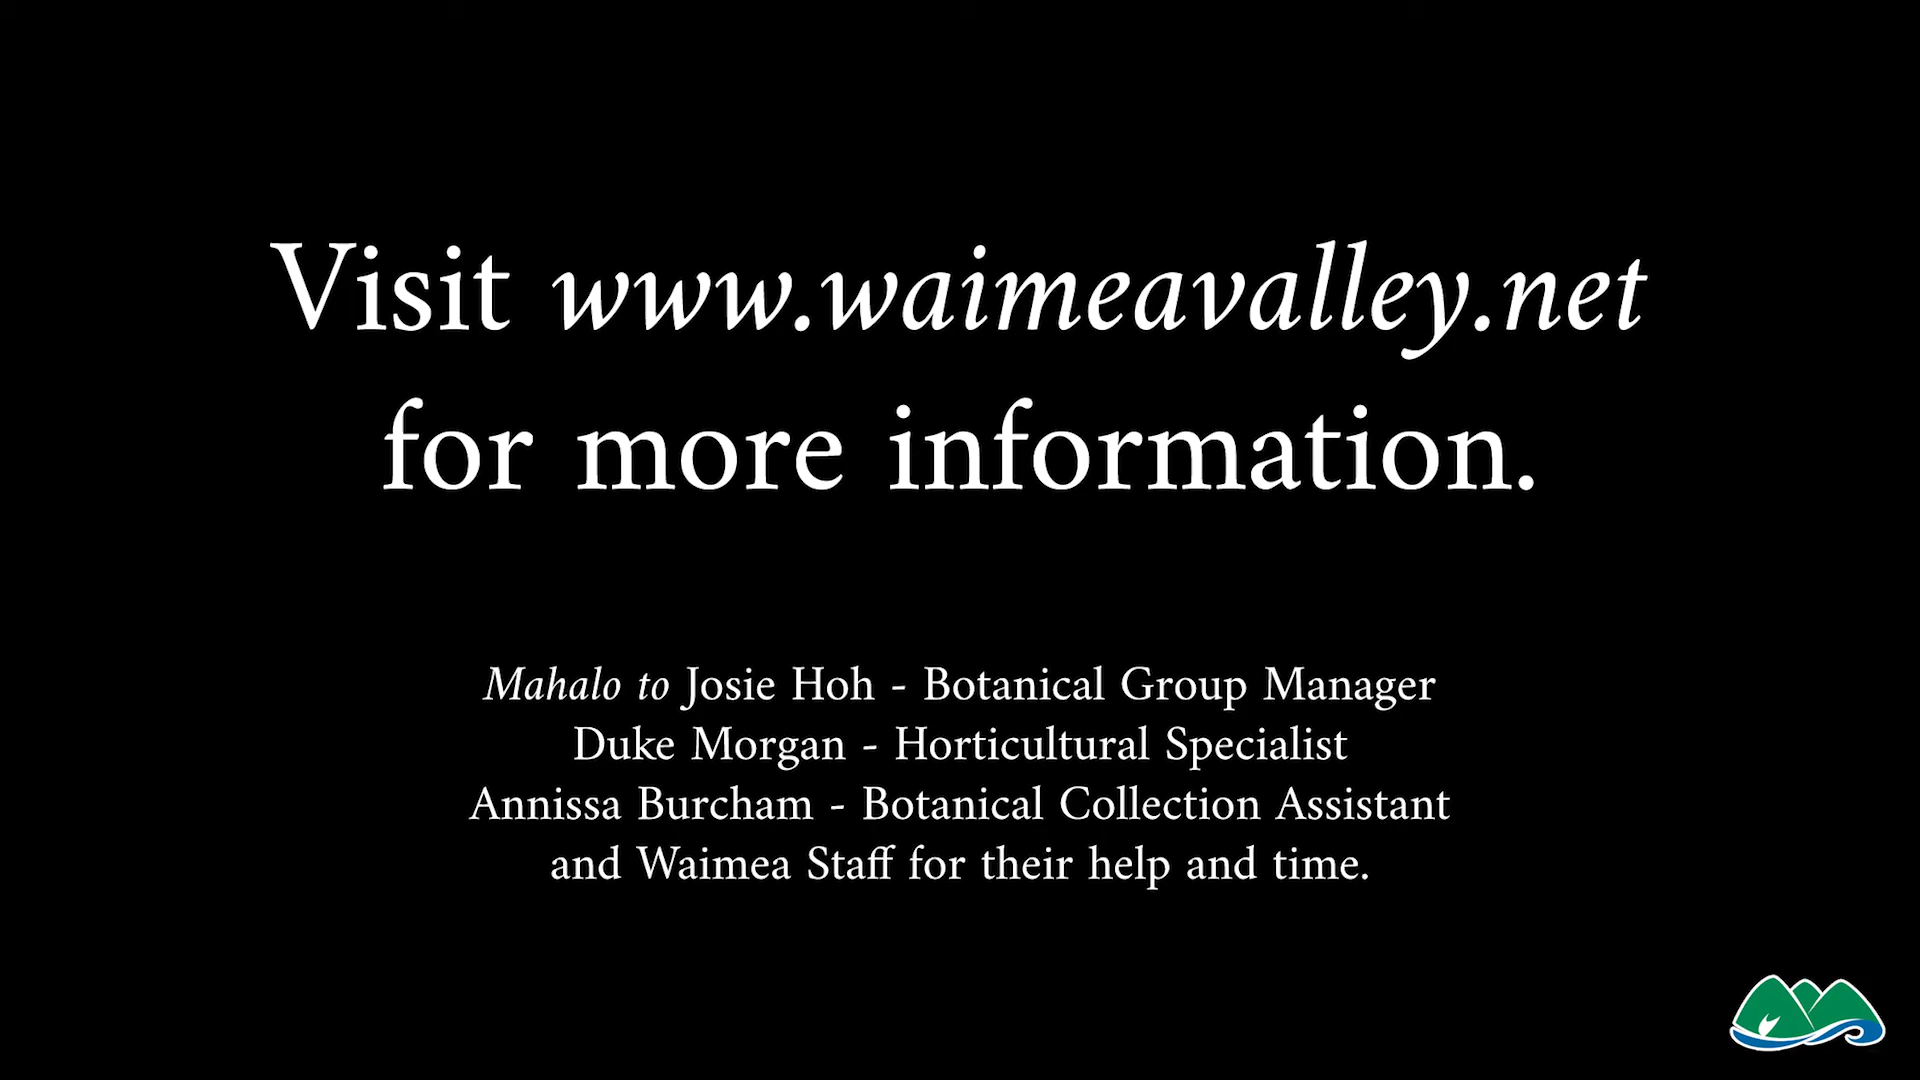 Visit www.waimeavalley.net
for more information.
Mahalo to Josie Hoh - Botanical Group Manager
Duke Morgan - Horticultural Specialist
Annissa Burcham - Botanical Collection Assistant
and Waimea Staff for their help and time.